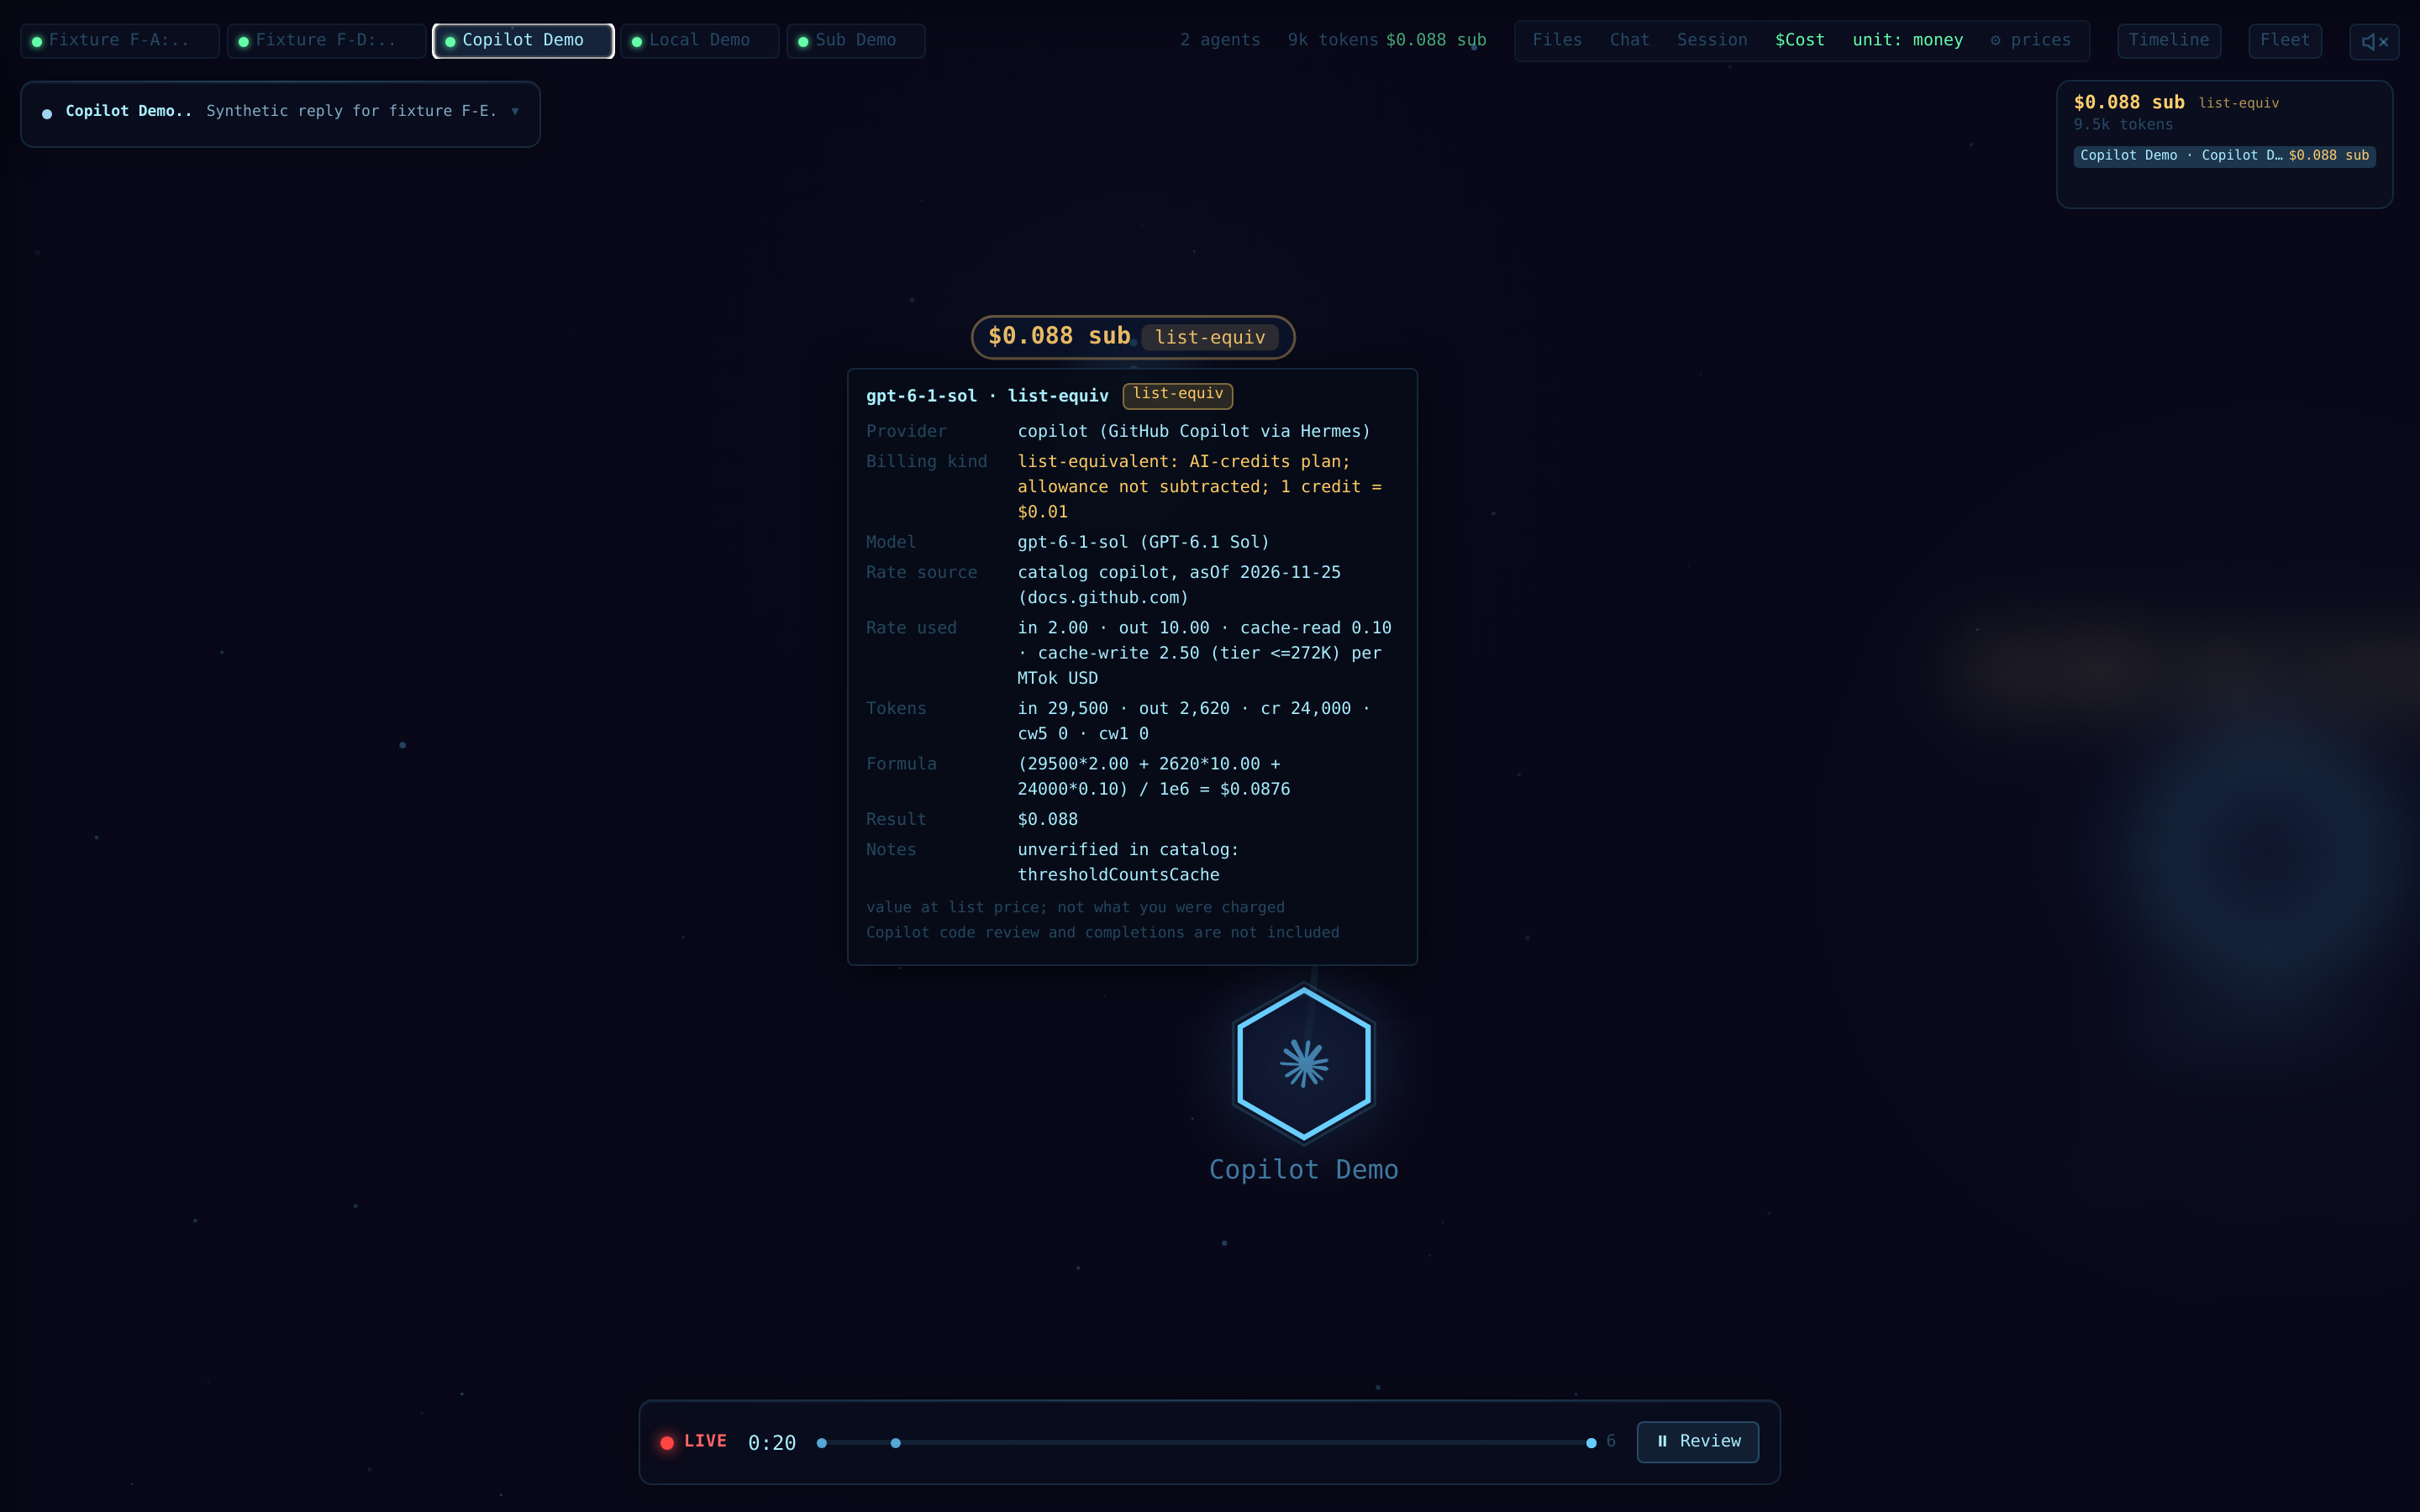 Fixture F-A:..
Fixture F-D:..
Copilot Demo
Local Demo
Sub Demo
2 agents
9k tokens
$0.088 sub
Files
Chat
Session
$Cost
unit: money
⚙ prices
Timeline
Fleet
Copilot Demo..
Synthetic reply for fixture F-E.
$0.088 sub list-equiv
9.5k tokens
Copilot Demo · Copilot D… $0.088 sub
$0.088 sub list-equiv
gpt-6-1-sol · list-equiv list-equiv
Provider copilot (GitHub Copilot via Hermes)
Billing kind list-equivalent: AI-credits plan;
allowance not subtracted; 1 credit =
$0.01
Model gpt-6-1-sol (GPT-6.1 Sol)
Rate source catalog copilot, asOf 2026-11-25
(docs.github.com)
Rate used in 2.00 · out 10.00 · cache-read 0.10
· cache-write 2.50 (tier <=272K) per
MTok USD
Tokens in 29,500 · out 2,620 · cr 24,000 ·
cw5 0 · cw1 0
Formula (29500*2.00 + 2620*10.00 +
24000*0.10) / 1e6 = $0.0876
Result $0.088
Notes unverified in catalog:
thresholdCountsCache
value at list price; not what you were charged
Copilot code review and completions are not included
Copilot Demo
LIVE
0:20
6
Review